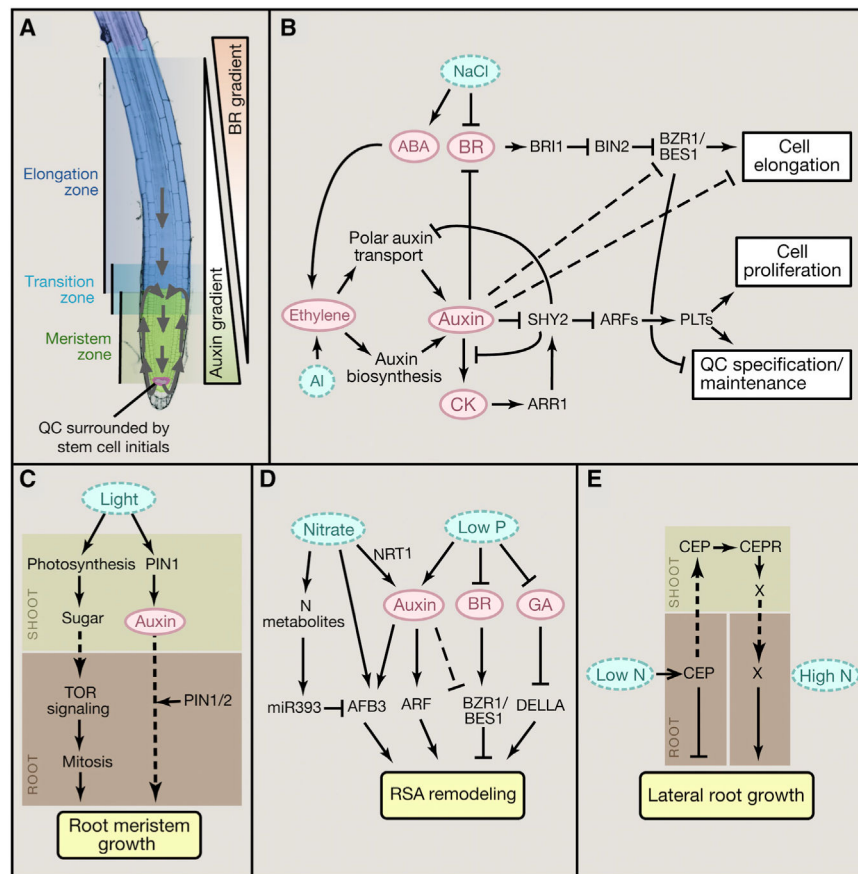 A
BR gradient
Auxin gradient
Elongation
zone
Transition
zone
Meristem
zone
QC surrounded by
stem cell initials
B
NaCl
ABA
BR
BRI1
BIN2
BZR1/
BES1
Cell
elongation
Polar auxin
transport
Cell
proliferation
Ethylene
Auxin
SHY2
ARFs
PLTs
Al
Auxin
biosynthesis
QC specification/
maintenance
CK
ARR1
C
Light
SHOOT
Photosynthesis
PIN1
Sugar
Auxin
ROOT
TOR
signaling
PIN1/2
Mitosis
Root meristem
growth
D
Nitrate
Low P
NRT1
N
metabolites
Auxin
BR
GA
miR393
AFB3
ARF
BZR1/
BES1
DELLA
RSA remodeling
E
SHOOT
CEP
CEPR
X
ROOT
Low N
CEP
X
High N
Lateral root growth